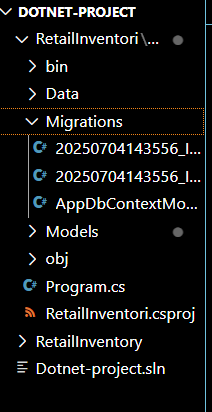 DOTNET-PROJECT
RetailInventori\...
bin
Data
Migrations
20250704143556_I...
20250704143556_I...
AppDbContextMo...
Models
obj
Program.cs
RetailInventori.csproj
RetailInventory
Dotnet-project.sln